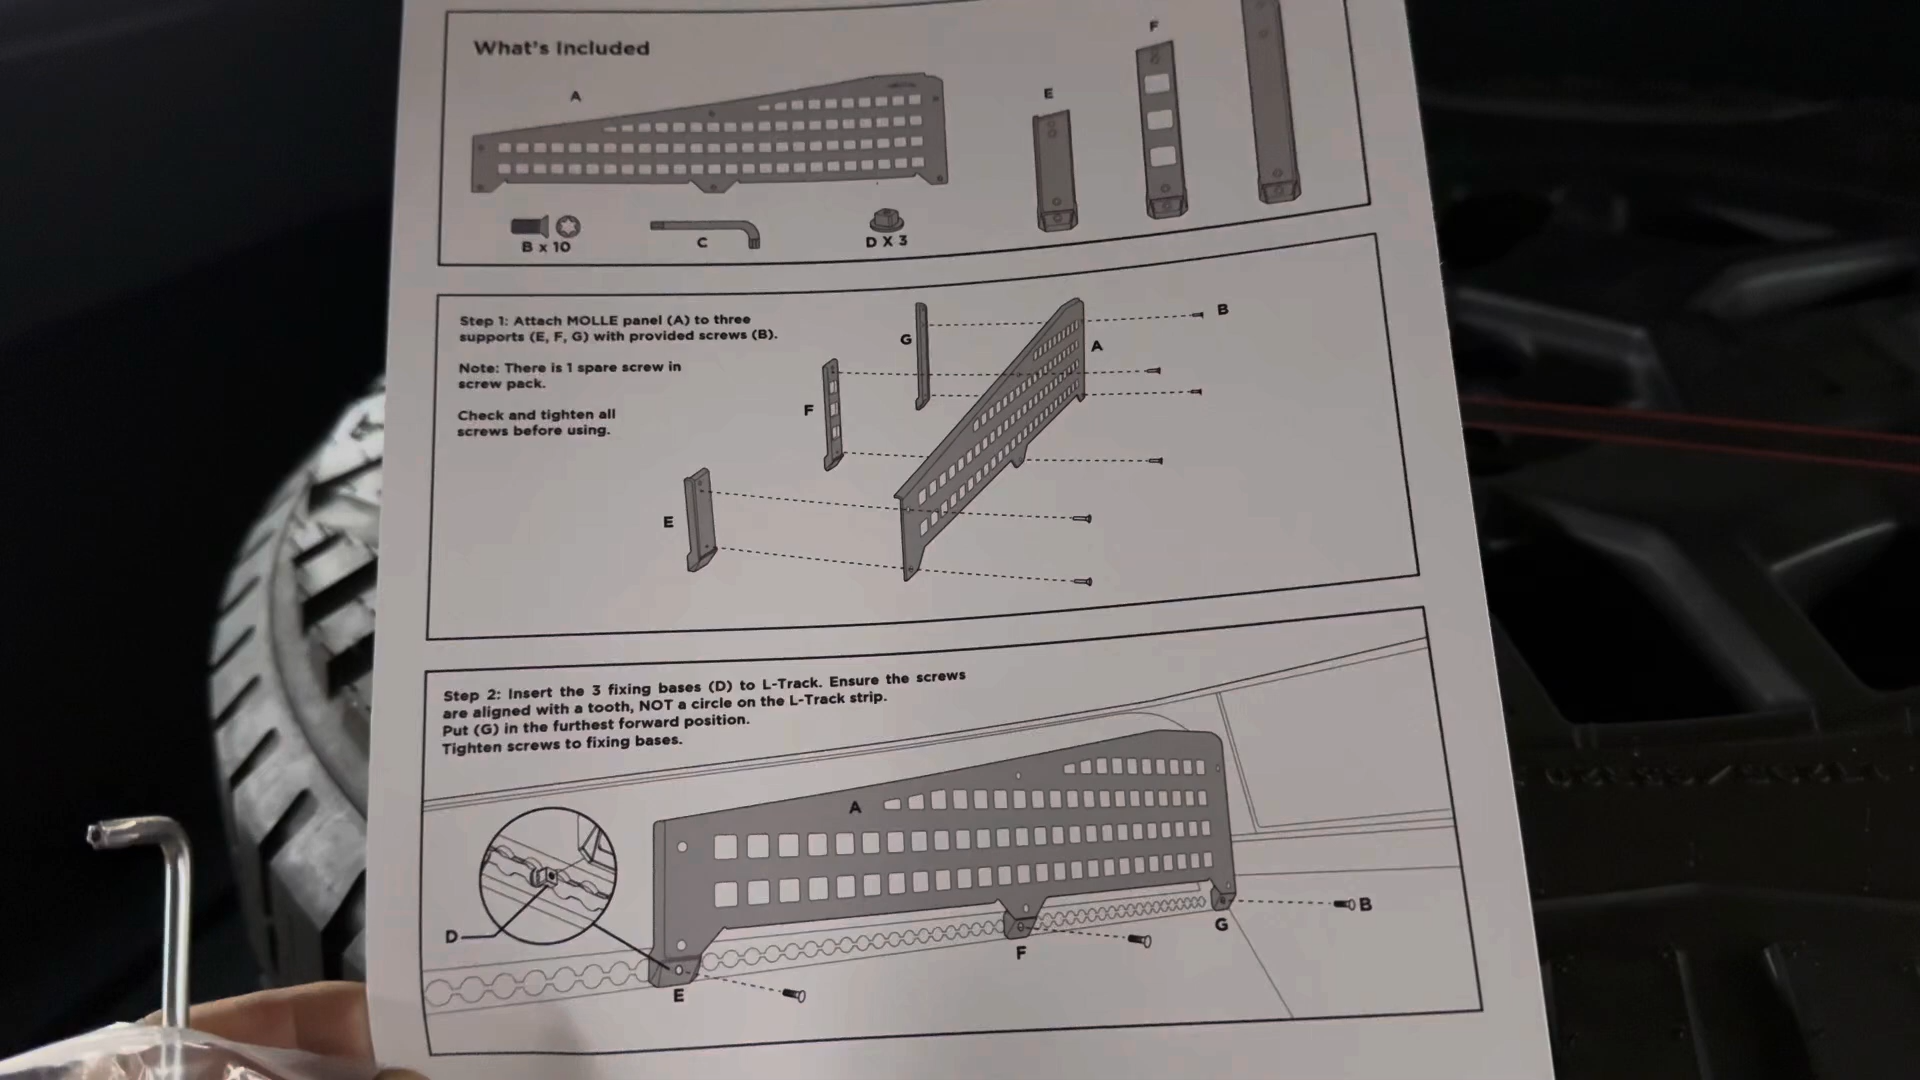 What's Included
A
E
F
B x 10
C
D X 3
Step 1: Attach MOLLE panel (A) to three
supports (E, F, G) with provided screws (B).
Note: There is 1 spare screw in
screw pack.
Check and tighten all
screws before using.
B
G
A
F
E
Step 2: Insert the 3 fixing bases (D) to L-Track. Ensure the screws
are aligned with a tooth, NOT a circle on the L-Track strip.
Put (G) in the furthest forward position.
Tighten screws to fixing bases.
A
D
B
G
F
E